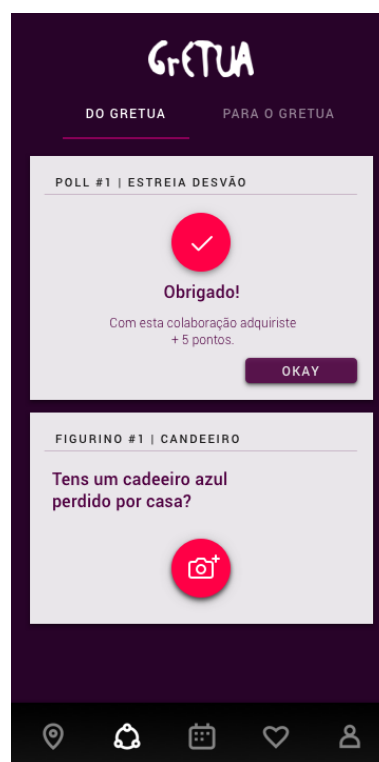 GrETUA
DO GRETUA
PARA O GRETUA
POLL #1 | ESTREIA DESVÃO
Obrigado!
Com esta colaboração adquiriste
+ 5 pontos.
OKAY
FIGURINO #1 | CANDEEIRO
Tens um cadeeiro azul
perdido por casa?